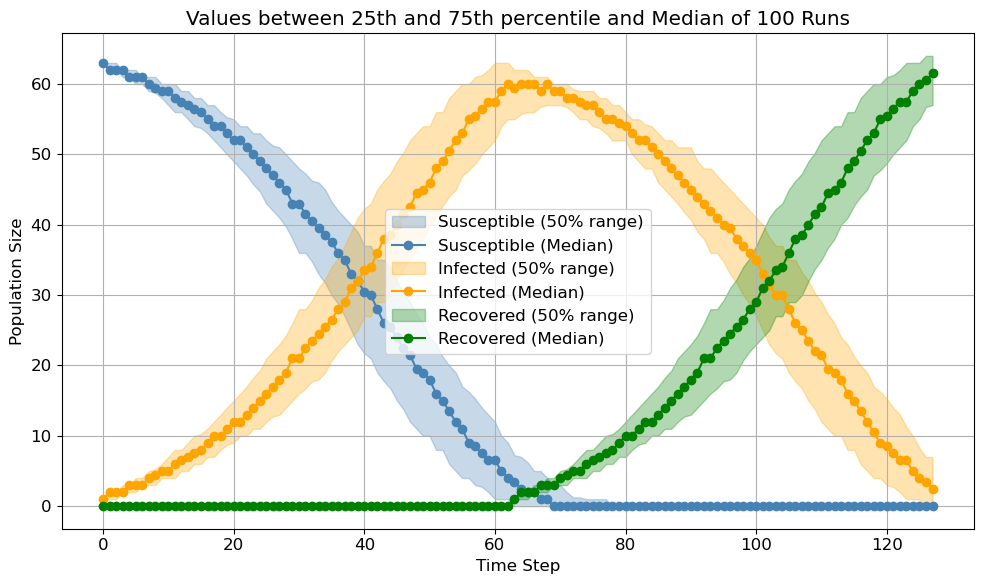 Values between 25th and 75th percentile and Median of 100 Runs
Population Size
60
50
40
30
20
10
0
Susceptible (50% range)
Susceptible (Median)
Infected (50% range)
Infected (Median)
Recovered (50% range)
Recovered (Median)
0 20 40 60 80 100 120
Time Step